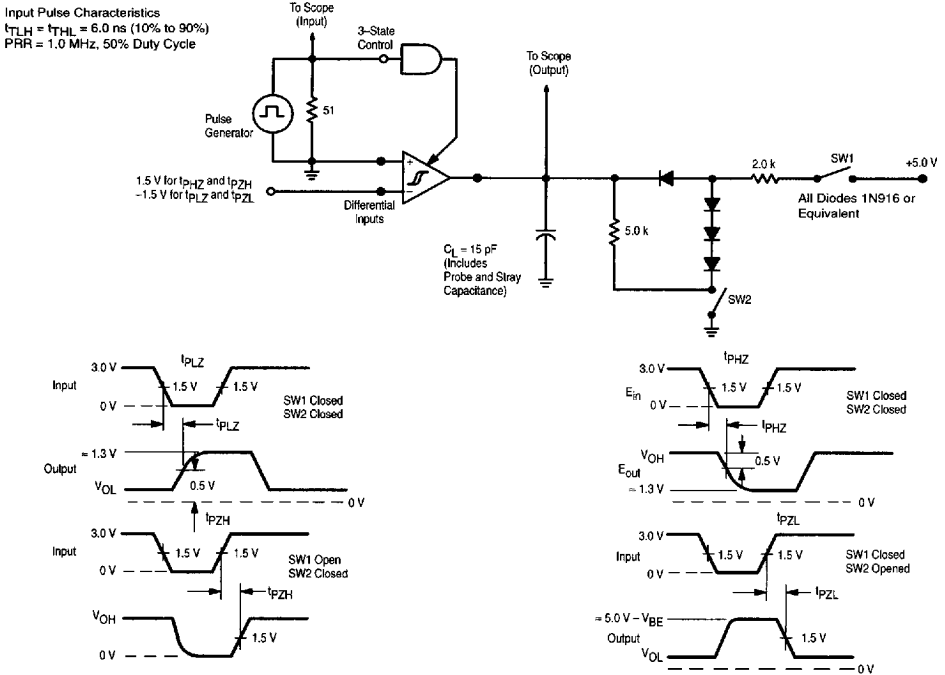 Input Pulse Characteristics
tTLH = tTHL = 6.0 ns (10% to 90%)
PRR = 1.0 MHz, 50% Duty Cycle
To Scope
(Input)
3–State
Control
To Scope
(Output)
Pulse
Generator
51
1.5 V for tPHZ and tPZH
–1.5 V for tPLZ and tPZL
+
–
Differential
Inputs
CL = 15 pF
(Includes
Probe and Stray
Capacitance)
5.0 k
2.0 k
SW1
+5.0 V
All Diodes 1N916 or
Equivalent
SW2
tPLZ
3.0 V
Input
1.5 V
1.5 V
0 V
SW1 Closed
SW2 Closed
tPLZ
≈ 1.3 V
Output
0.5 V
VOL
0 V
tPZH
3.0 V
Input
1.5 V
1.5 V
0 V
SW1 Open
SW2 Closed
tPZH
VOH
1.5 V
0 V
tPHZ
3.0 V
Ein
1.5 V
1.5 V
0 V
SW1 Closed
SW2 Closed
tPHZ
VOH
0.5 V
Eout
≈ 1.3 V
tPZL
3.0 V
Input
1.5 V
1.5 V
0 V
SW1 Closed
SW2 Opened
tPZL
≈ 5.0 V – VBE
Output
1.5 V
VOL
0 V